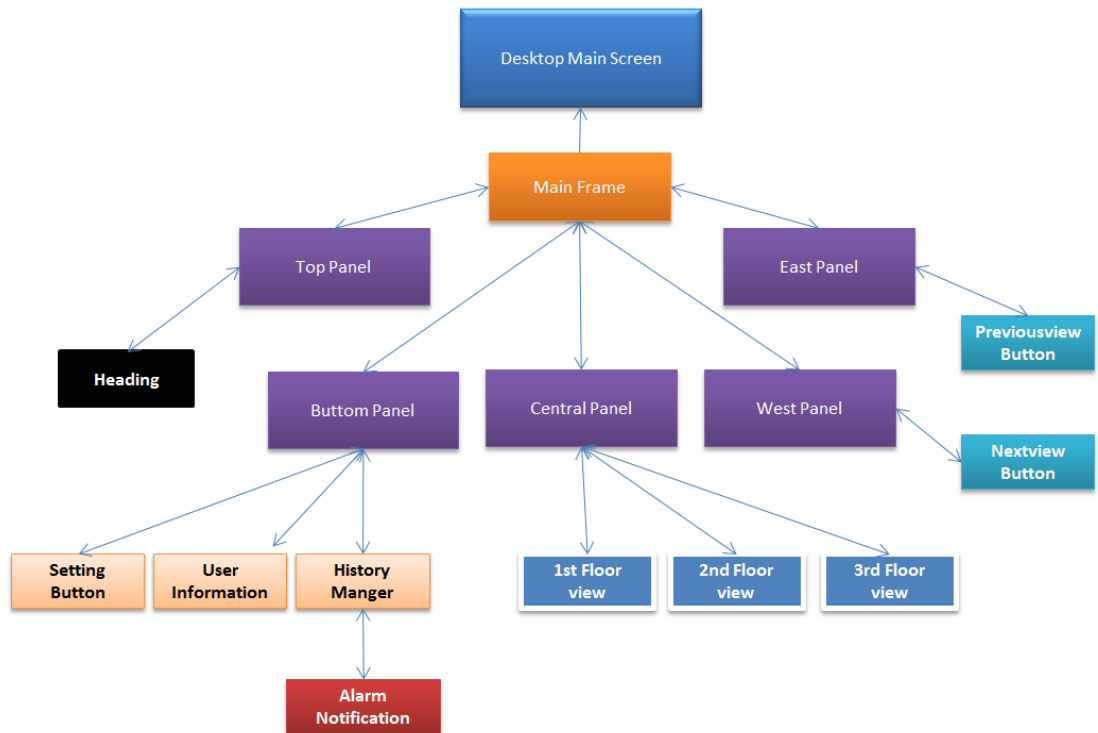 Desktop Main Screen
Main Frame
Top Panel
East Panel
Previousview
Button
Heading
Buttom Panel
Central Panel
West Panel
Nextview
Button
Setting
Button
User
Information
History
Manger
1st Floor
view
2nd Floor
view
3rd Floor
view
Alarm
Notification